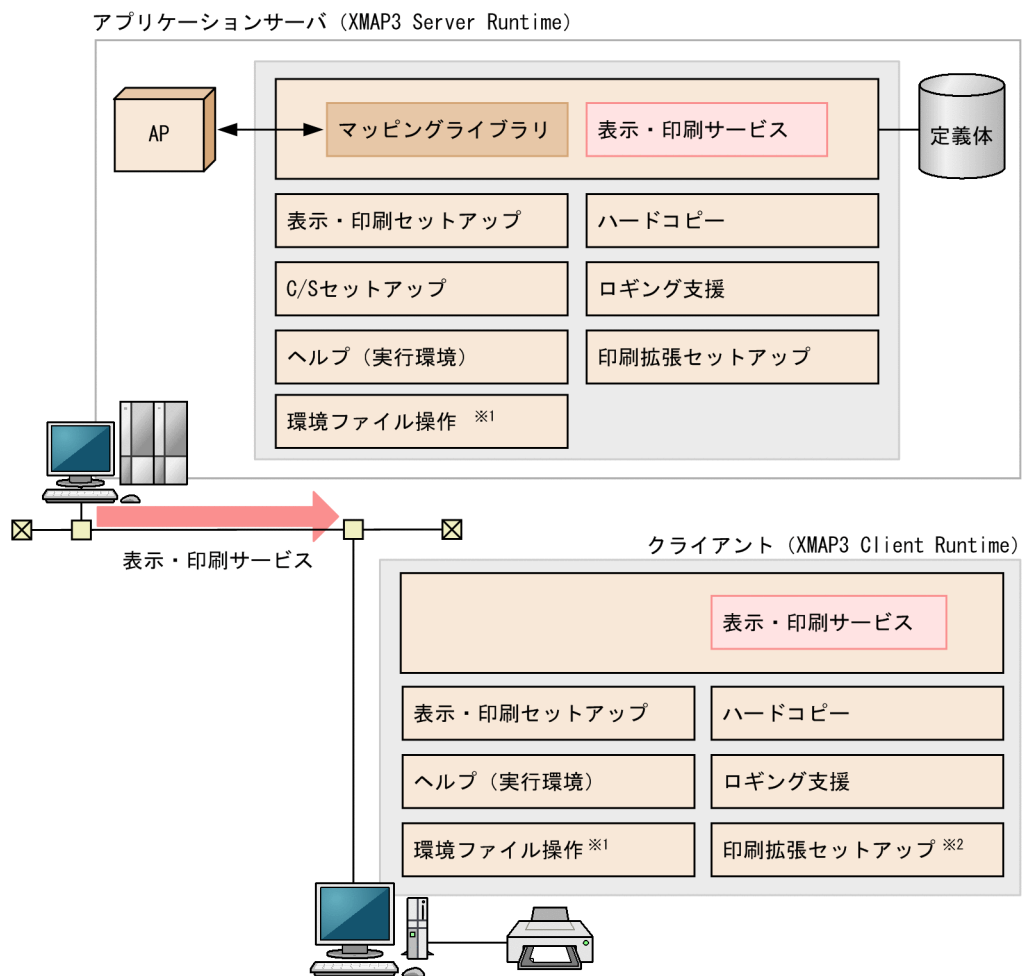 アプリケーションサーバ（XMAP3 Server Runtime）
AP
マッピングライブラリ
表示・印刷サービス
定義体
表示・印刷セットアップ
ハードコピー
C/Sセットアップ
ロギング支援
ヘルプ（実行環境）
印刷拡張セットアップ
環境ファイル操作 ※1
表示・印刷サービス
クライアント（XMAP3 Client Runtime）
表示・印刷サービス
表示・印刷セットアップ
ハードコピー
ヘルプ（実行環境）
ロギング支援
環境ファイル操作※1
印刷拡張セットアップ※2